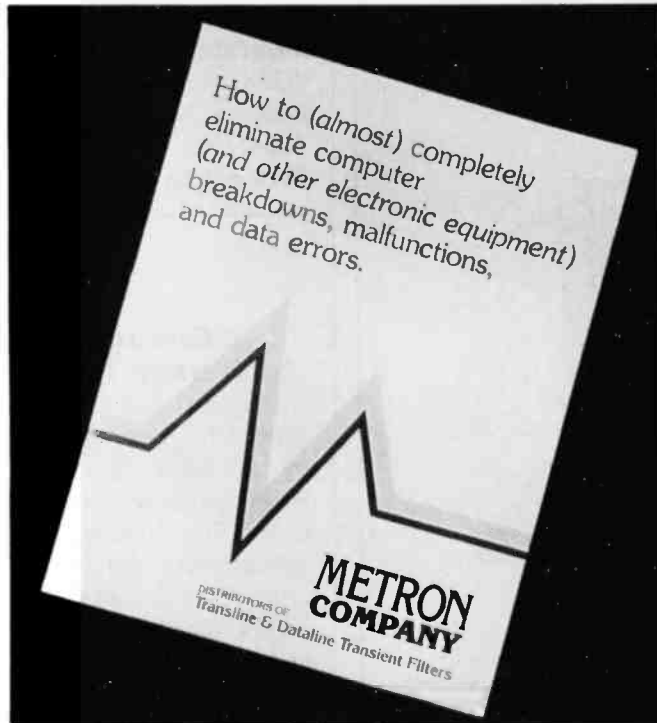 How to (almost) completely
eliminate computer
(and other electronic equipment)
breakdowns, malfunctions,
and data errors.
METRON
COMPANY
DISTRIBUTORS OF
Transline & Dataline Transient Filters